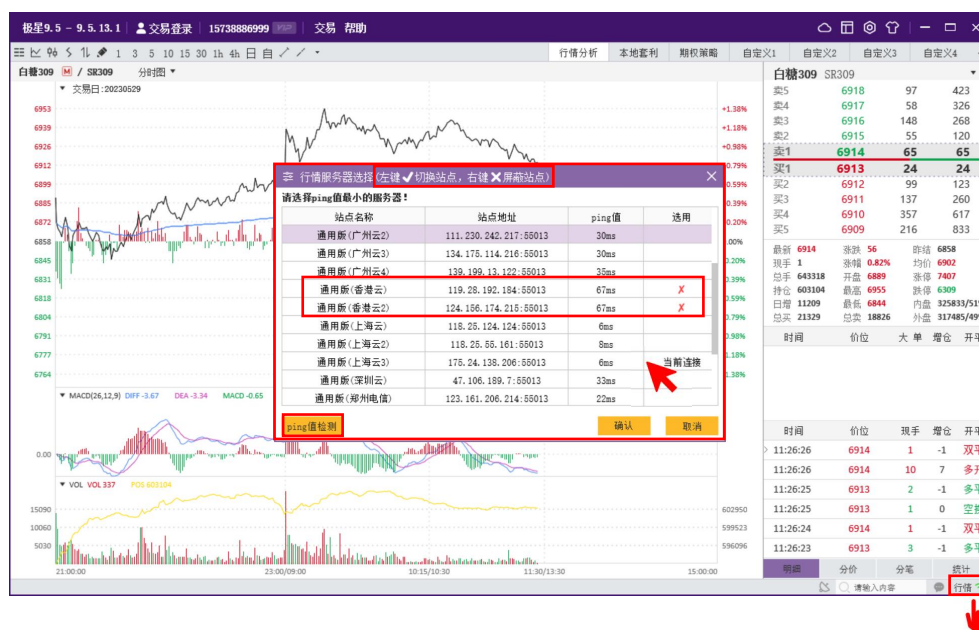 极星9.5 - 9.5.13.1 交易登录 15738886999 VIP 交易 帮助
1 3 5 10 15 30 1h 4h 日 自 行情分析 本地套利 期权策略 自定义1 自定义2 自定义3 自定义4
白糖309 M / SR309 分时图
交易日:20230529
6953
6939
6926
6912
6899
6885
6872
6858
6845
6831
6818
6804
6791
6777
6764
+1.38%
+1.18%
+0.98%
0.79%
0.59%
0.39%
0.20%
.00%
0.20%
0.39%
0.59%
0.79%
0.98%
1.18%
1.38%
行情服务器选择(左键✔切换站点，右键✖屏蔽站点)
请选择ping值最小的服务器!
站点名称 站点地址 ping值 选用
通用版(广州云2) 111.230.242.217:55013 30ms
通用版(广州云3) 134.175.114.216:55013 30ms
通用版(广州云4) 139.199.13.122:55013 35ms
通用版(香港云) 119.28.192.184:55013 67ms ✗
通用版(香港云2) 124.156.174.215:55013 67ms ✗
通用版(上海云) 118.25.124.124:55013 6ms
通用版(上海云2) 118.25.55.161:55013 8ms
通用版(上海云3) 175.24.138.206:55013 6ms 当前连接
通用版(深圳云) 47.106.189.7:55013 33ms
通用版(郑州电信) 123.161.206.214:55013 22ms
ping值检测 确认 取消
MACD(26,12,9) DIFF -3.67 DEA -3.34 MACD -0.65
0.00
VOL VOL 337 POS 603104
15090 602950
10060 599523
5030 596096
21:00:00 23:00/09:00 10:15/10:30 11:30/13:30 15:00:00
白糖309 SR309
卖5 6918 97 423
卖4 6917 58 326
卖3 6916 148 268
卖2 6915 55 120
卖1 6914 65 65
买1 6913 24 24
买2 6912 99 123
买3 6911 137 260
买4 6910 357 617
买5 6909 216 833
最新 6914 涨跌 56 昨结 6858
现手 1 涨幅 0.82% 均价 6902
总手 643318 开盘 6889 涨停 7407
持仓 603104 最高 6955 跌停 6309
日增 11209 最低 6844 内盘 325833/51
总买 21329 总卖 18826 外盘 317485/49
时间 价位 大单 增仓 开平
时间 价位 现手 增仓 开平
11:26:26 6914 1 -1 双平
11:26:26 6914 10 7 多开
11:26:25 6913 2 -1 多平
11:26:25 6913 1 0 空换
11:26:24 6914 1 -1 双平
11:26:23 6913 3 -1 多平
明细 分价 分笔 统计
请输入内容 行情